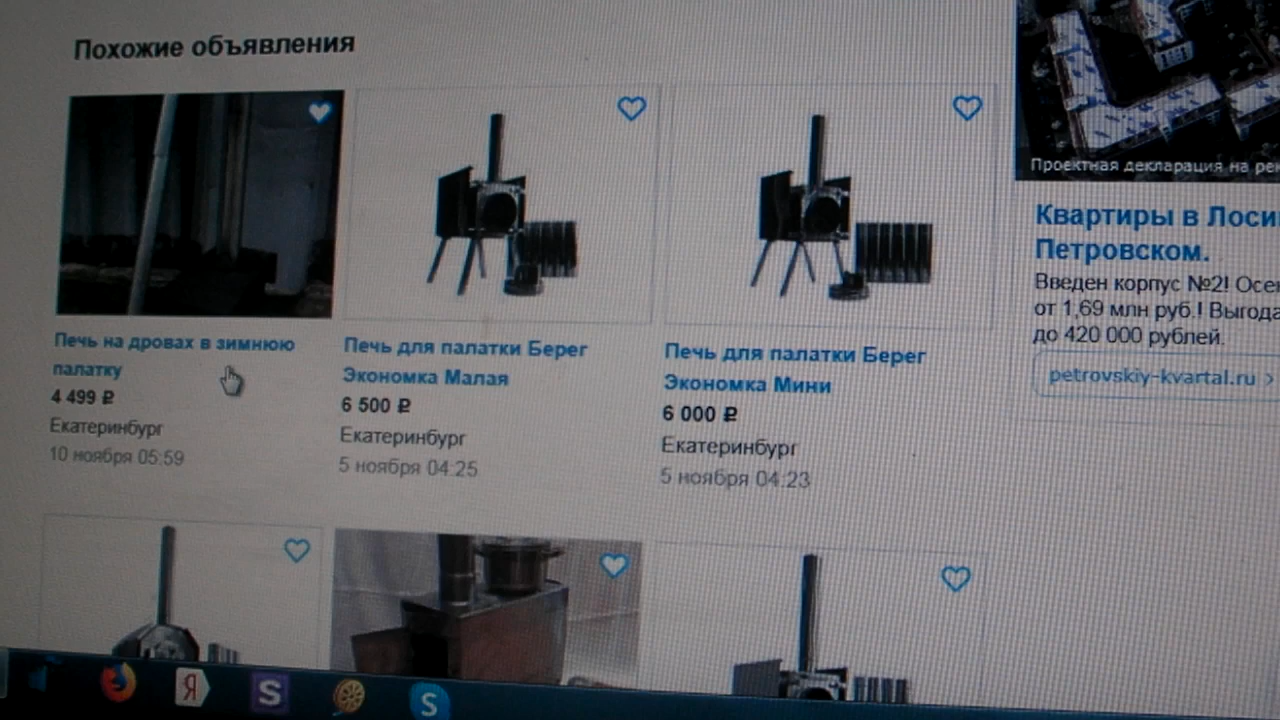 Похожие объявления
Печь на дровах в зимнюю
палатку
4 499 ₽
Екатеринбург
10 ноября 05:59
Печь для палатки Берег
Экономка Малая
6 500 ₽
Екатеринбург
5 ноября 04:25
Печь для палатки Берег
Экономка Мини
6 000 ₽
Екатеринбург
5 ноября 04:23
Проектная декларация на рек
Квартиры в Лоси
Петровском.
Введен корпус №2! Осен
от 1,69 млн руб.! Выгода
до 420 000 рублей.
petrovskiy-kvartal.ru
Я
S
S